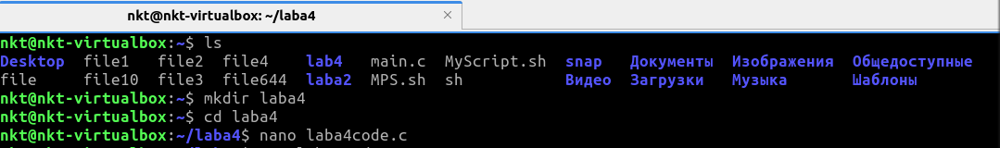 nkt@nkt-virtualbox: ~/laba4 ×
nkt@nkt-virtualbox:~$ ls
Desktop file1 file2 file4 lab4 main.c MyScript.sh snap Документы Изображения Общедоступные
file file10 file3 file644 laba2 MPS.sh sh Видео Загрузки Музыка Шаблоны
nkt@nkt-virtualbox:~$ mkdir laba4
nkt@nkt-virtualbox:~$ cd laba4
nkt@nkt-virtualbox:~/laba4$ nano laba4code.c